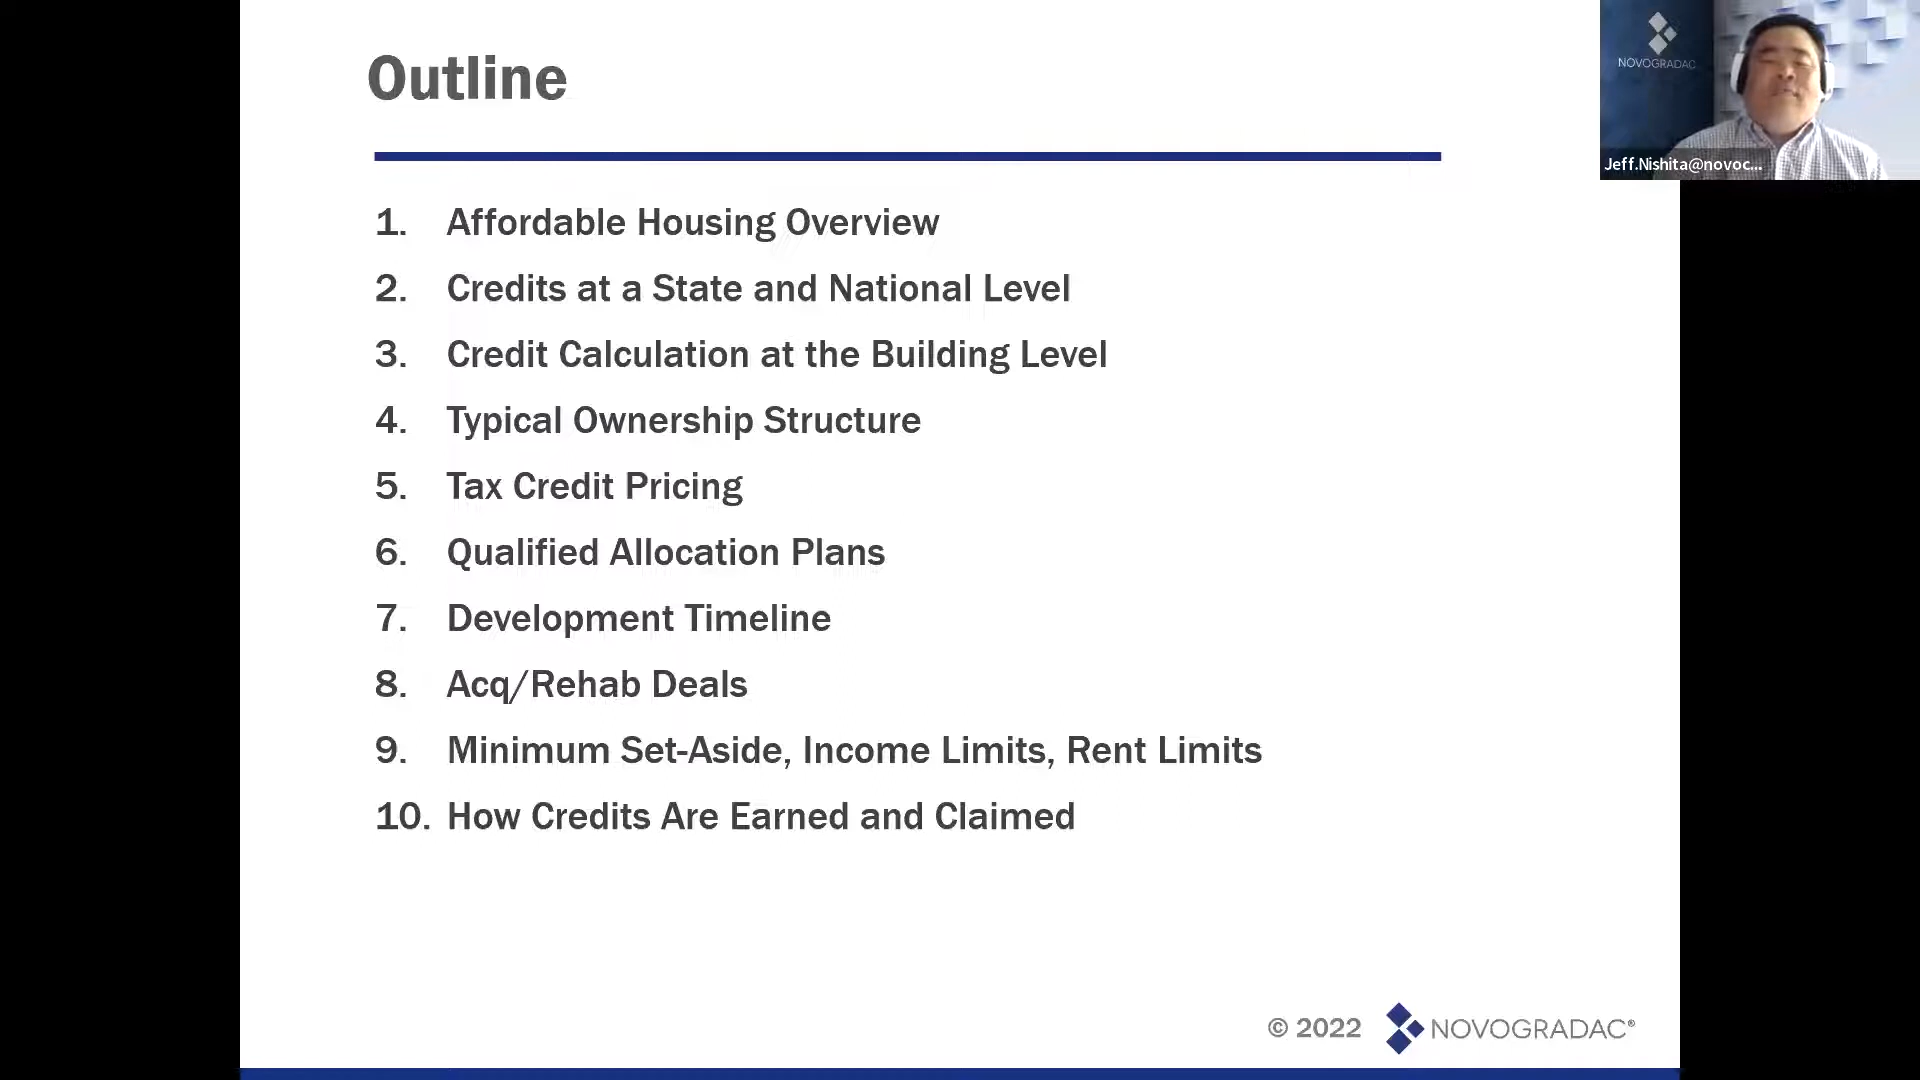 Outline
NOVOGRADAC
Jeff.Nishita@novoc...
1. Affordable Housing Overview
2. Credits at a State and National Level
3. Credit Calculation at the Building Level
4. Typical Ownership Structure
5. Tax Credit Pricing
6. Qualified Allocation Plans
7. Development Timeline
8. Acq/Rehab Deals
9. Minimum Set-Aside, Income Limits, Rent Limits
10. How Credits Are Earned and Claimed
© 2022 NOVOGRADAC®